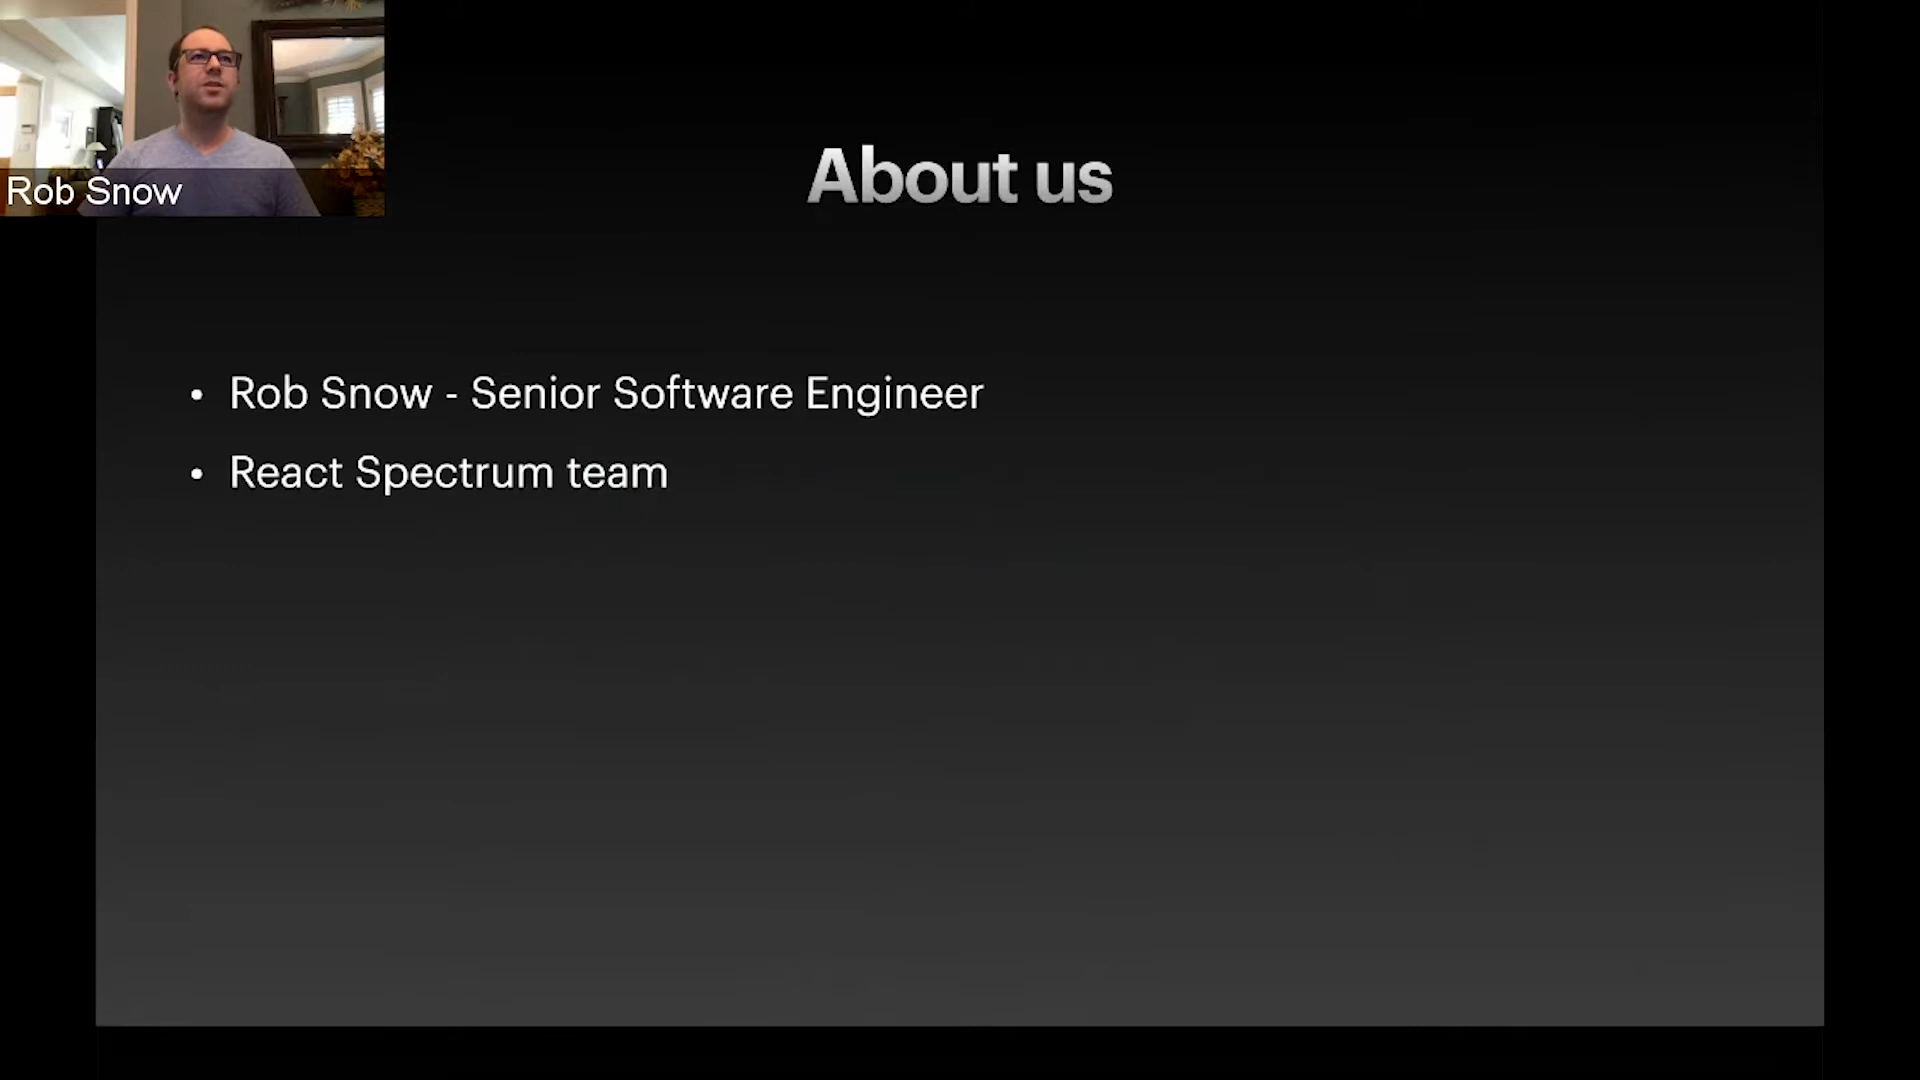 Rob Snow
About us
• Rob Snow - Senior Software Engineer
• React Spectrum team